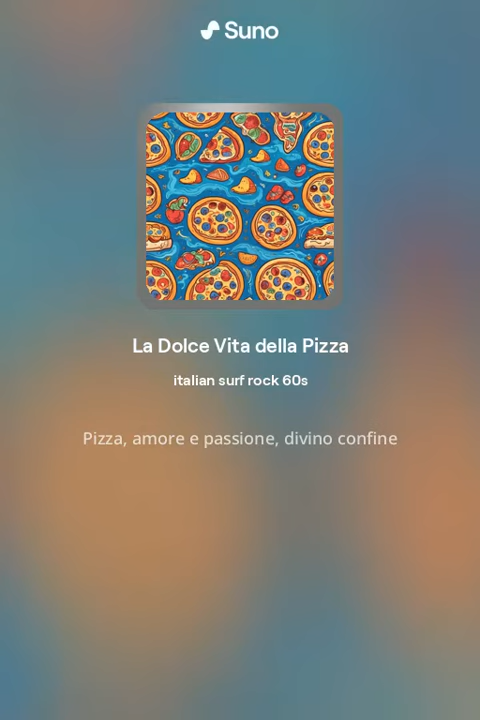 Suno
La Dolce Vita della Pizza
italian surf rock 60s
Pizza, amore e passione, divino confine